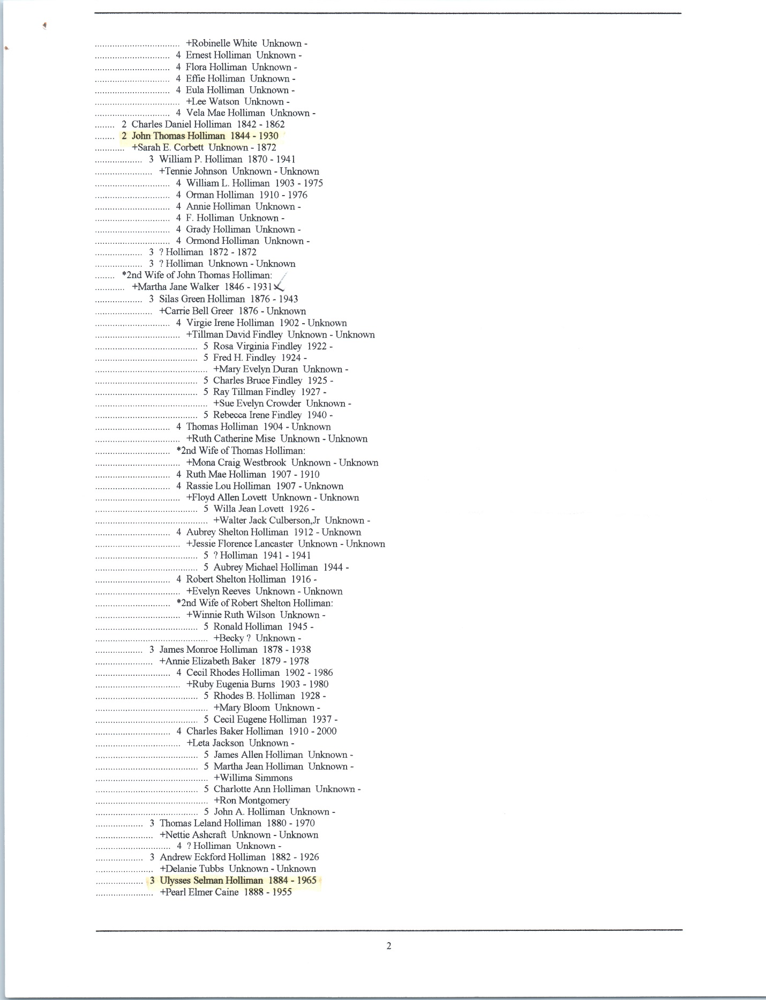 ................................. +Robinelle White Unknown -
............................. 4 Ernest Holliman Unknown -
............................. 4 Flora Holliman Unknown -
............................. 4 Effie Holliman Unknown -
............................. 4 Eula Holliman Unknown -
................................. +Lee Watson Unknown -
............................. 4 Vela Mae Holliman Unknown -
........ 2 Charles Daniel Holliman 1842 - 1862
........ 2 John Thomas Holliman 1844 - 1930
............ +Sarah E. Corbett Unknown - 1872
................... 3 William P. Holliman 1870 - 1941
....................... +Tennie Johnson Unknown - Unknown
............................. 4 William L. Holliman 1903 - 1975
............................. 4 Orman Holliman 1910 - 1976
............................. 4 Annie Holliman Unknown -
............................. 4 F. Holliman Unknown -
............................. 4 Grady Holliman Unknown -
............................. 4 Ormond Holliman Unknown -
................... 3 ? Holliman 1872 - 1872
................... 3 ? Holliman Unknown - Unknown
........ *2nd Wife of John Thomas Holliman:
............ +Martha Jane Walker 1846 - 1931
................... 3 Silas Green Holliman 1876 - 1943
....................... +Carrie Bell Greer 1876 - Unknown
............................. 4 Virgie Irene Holliman 1902 - Unknown
................................. +Tillman David Findley Unknown - Unknown
........................................ 5 Rosa Virginia Findley 1922 -
........................................ 5 Fred H. Findley 1924 -
............................................ +Mary Evelyn Duran Unknown -
........................................ 5 Charles Bruce Findley 1925 -
........................................ 5 Ray Tillman Findley 1927 -
............................................ +Sue Evelyn Crowder Unknown -
........................................ 5 Rebecca Irene Findley 1940 -
............................. 4 Thomas Holliman 1904 - Unknown
................................. +Ruth Catherine Mise Unknown - Unknown
............................. *2nd Wife of Thomas Holliman:
................................. +Mona Craig Westbrook Unknown - Unknown
............................. 4 Ruth Mae Holliman 1907 - 1910
............................. 4 Rassie Lou Holliman 1907 - Unknown
................................. +Floyd Allen Lovett Unknown - Unknown
........................................ 5 Willa Jean Lovett 1926 -
............................................ +Walter Jack Culberson,Jr Unknown -
............................. 4 Aubrey Shelton Holliman 1912 - Unknown
................................. +Jessie Florence Lancaster Unknown - Unknown
........................................ 5 ? Holliman 1941 - 1941
........................................ 5 Aubrey Michael Holliman 1944 -
............................. 4 Robert Shelton Holliman 1916 -
................................. +Evelyn Reeves Unknown - Unknown
............................. *2nd Wife of Robert Shelton Holliman:
................................. +Winnie Ruth Wilson Unknown -
........................................ 5 Ronald Holliman 1945 -
............................................ +Becky ? Unknown -
................... 3 James Monroe Holliman 1878 - 1938
....................... +Annie Elizabeth Baker 1879 - 1978
............................. 4 Cecil Rhodes Holliman 1902 - 1986
................................. +Ruby Eugenia Burns 1903 - 1980
........................................ 5 Rhodes B. Holliman 1928 -
............................................ +Mary Bloom Unknown -
........................................ 5 Cecil Eugene Holliman 1937 -
............................. 4 Charles Baker Holliman 1910 - 2000
................................. +Leta Jackson Unknown -
........................................ 5 James Allen Holliman Unknown -
........................................ 5 Martha Jean Holliman Unknown -
............................................ +Willima Simmons
........................................ 5 Charlotte Ann Holliman Unknown -
............................................ +Ron Montgomery
........................................ 5 John A. Holliman Unknown -
................... 3 Thomas Leland Holliman 1880 - 1970
....................... +Nettie Ashcraft Unknown - Unknown
............................. 4 ? Holliman Unknown -
................... 3 Andrew Eckford Holliman 1882 - 1926
....................... +Delanie Tubbs Unknown - Unknown
................... 3 Ulysses Selman Holliman 1884 - 1965
....................... +Pearl Elmer Caine 1888 - 1955
2